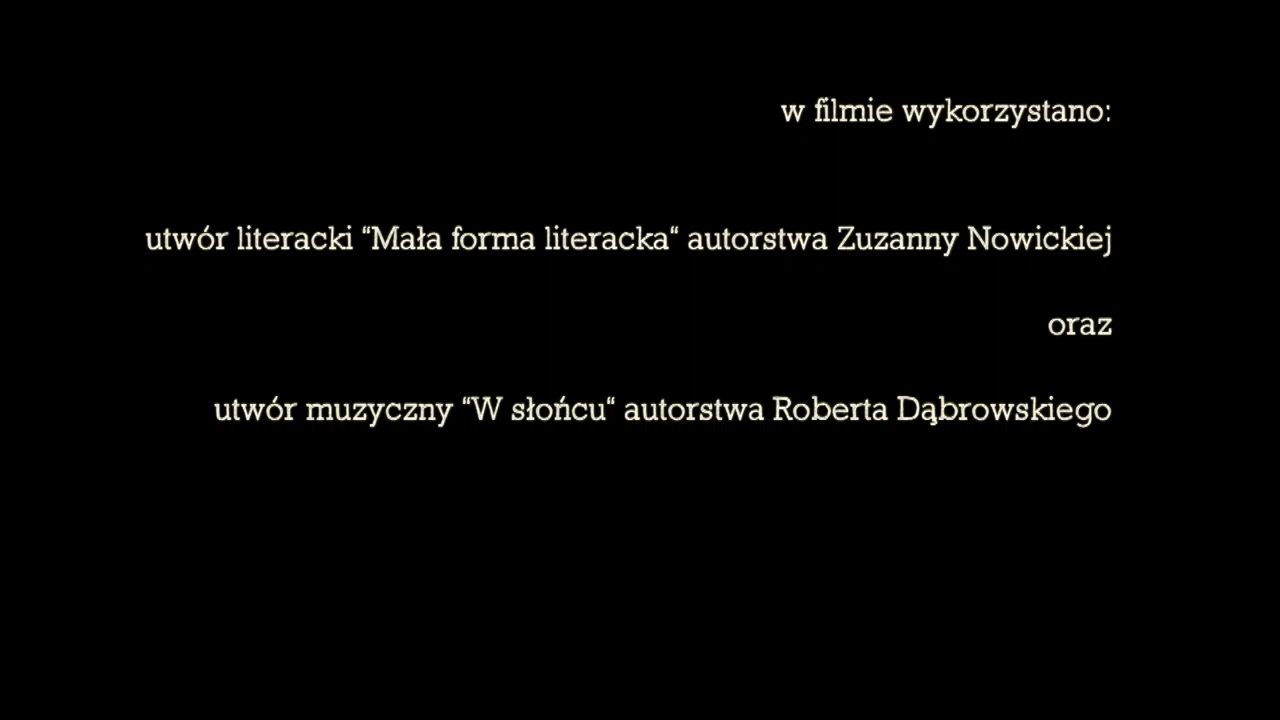 w filmie wykorzystano:
utwór literacki “Mała forma literacka“ autorstwa Zuzanny Nowickiej
oraz
utwór muzyczny “W słońcu“ autorstwa Roberta Dąbrowskiego